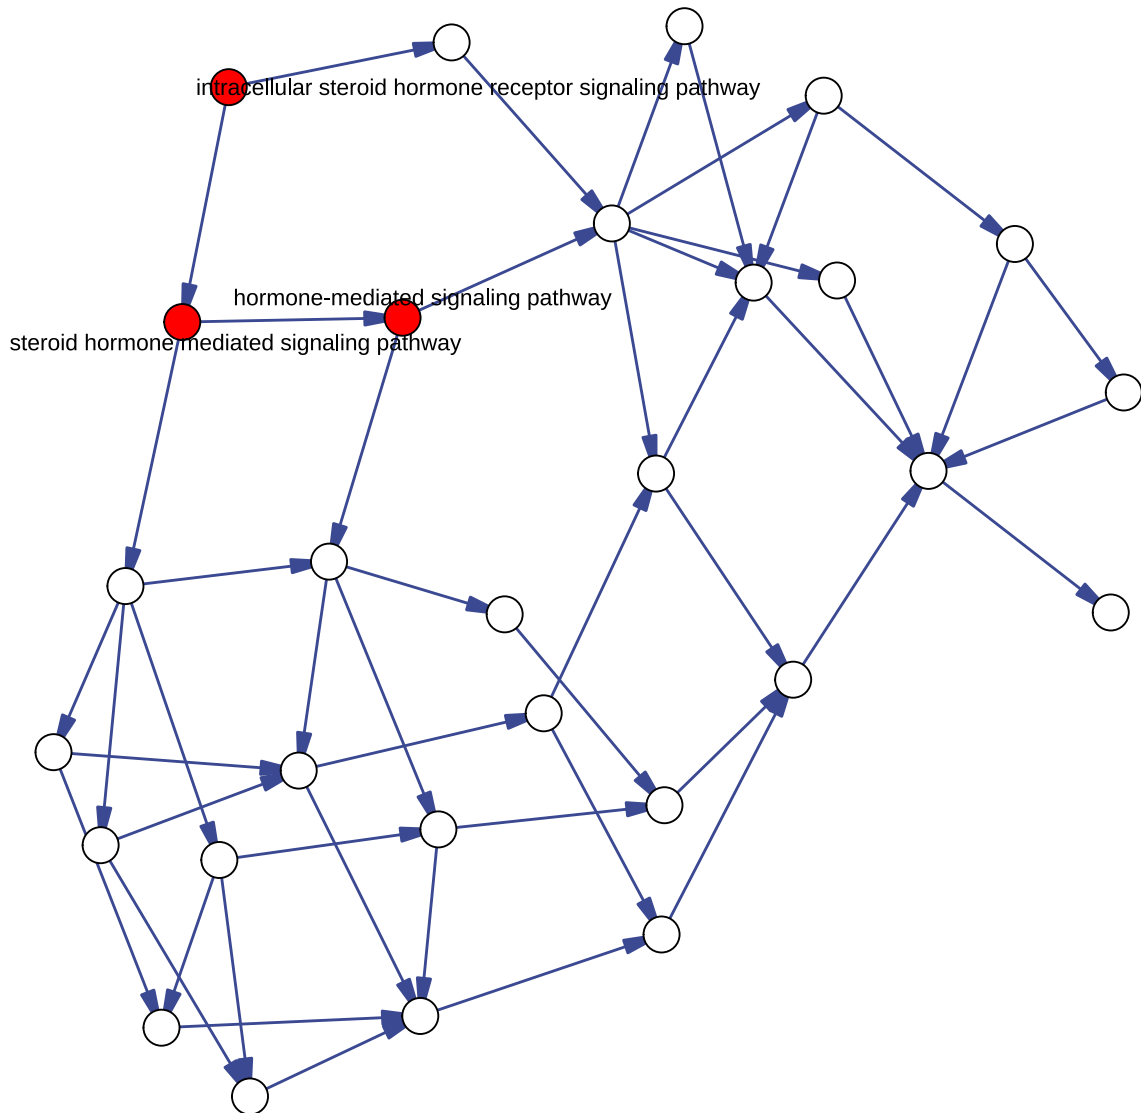 intracellular steroid hormone receptor signaling pathway
hormone-mediated signaling pathway
steroid hormone mediated signaling pathway